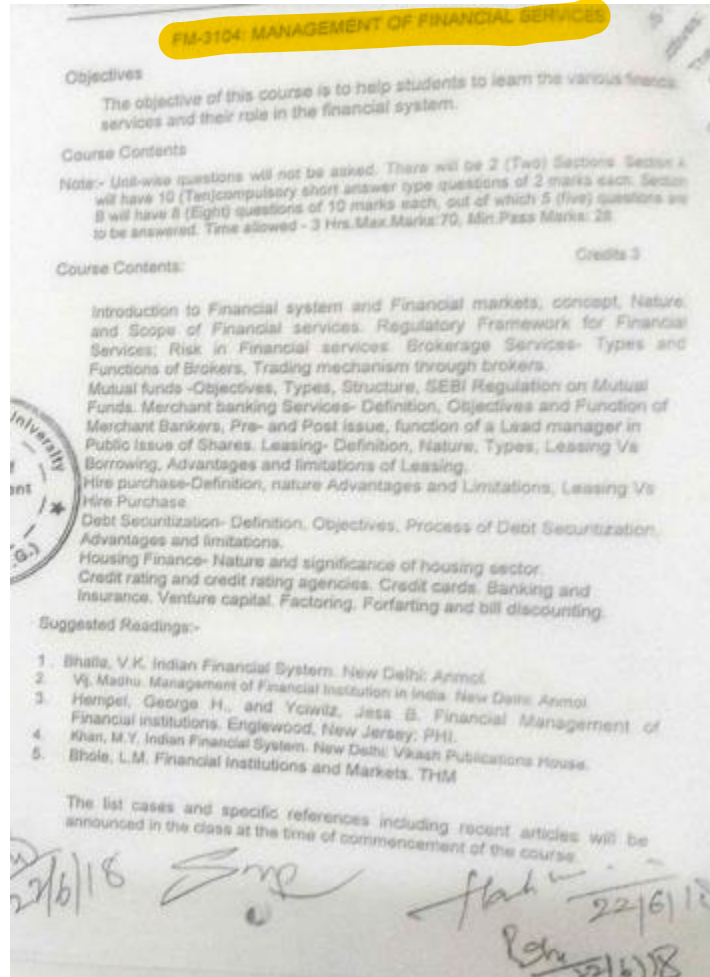 FM-3104: MANAGEMENT OF FINANCIAL SERVICES
Objectives
The objective of this course is to help students to learn the various
services and their role in the financial system.
Course Contents
Note:- Unit-wise questions will not be asked. There will be 2 (Two) Sections. Section A
will have 10 (Ten)compulsory short answer type questions of 2 marks each. Section
B will have 8 (Eight) questions of 10 marks each, out of which 5 (five) questions are
to be answered. Time allowed - 3 Hrs.Max.Marks:70, Min.Pass Marks: 28
Credits 3
Course Contents:
Introduction to Financial system and Financial markets, concept, Nature
and Scope of Financial services. Regulatory Framework for Financial
Services; Risk in Financial services. Brokerage Services- Types and
Functions of Brokers, Trading mechanism through brokers.
Mutual funds -Objectives, Types, Structure, SEBI Regulation on Mutual
Funds. Merchant banking Services- Definition, Objectives and Function of
Merchant Bankers, Pre- and Post issue, function of a Lead manager in
Public Issue of Shares. Leasing- Definition, Nature, Types, Leasing Vs
Borrowing, Advantages and limitations of Leasing.
Hire purchase-Definition, nature Advantages and Limitations, Leasing Vs
Hire Purchase.
Debt Securitization- Definition, Objectives, Process of Debt Securitization,
Advantages and limitations.
Housing Finance- Nature and significance of housing sector.
Credit rating and credit rating agencies. Credit cards. Banking and
Insurance. Venture capital. Factoring. Forfarting and bill discounting.
Suggested Readings:-
1. Bhalla, V.K. Indian Financial System. New Delhi: Anmol.
2. Vij, Madhu. Management of Financial Institution in India. New Delhi: Anmol.
3. Hempel, George H., and Yciwitz, Jess B. Financial Management of
Financial institutions. Englewood, New Jersey: PHI.
4. Khan, M.Y. Indian Financial System. New Delhi: Vikash Publications House.
5. Bhole, L.M. Financial Institutions and Markets. THM
The list cases and specific references including recent articles will be
announced in the class at the time of commencement of the course.
22/6/18
22/6/18